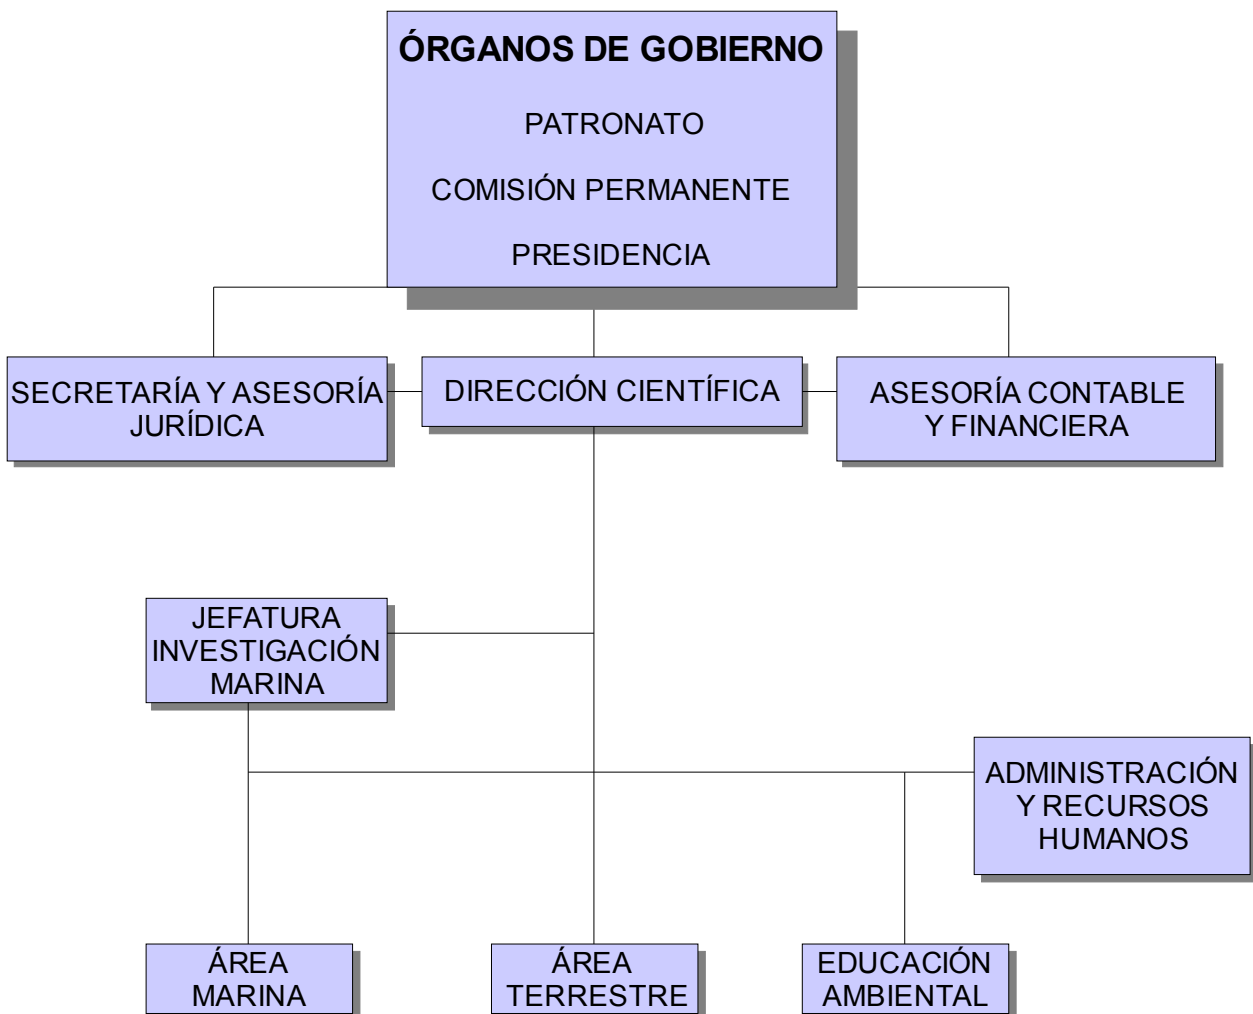 ÓRGANOS DE GOBIERNO
PATRONATO
COMISIÓN PERMANENTE
PRESIDENCIA
SECRETARÍA Y ASESORÍA
JURÍDICA
DIRECCIÓN CIENTÍFICA
ASESORÍA CONTABLE
Y FINANCIERA
JEFATURA
INVESTIGACIÓN
MARINA
ADMINISTRACIÓN
Y RECURSOS
HUMANOS
ÁREA
MARINA
ÁREA
TERRESTRE
EDUCACIÓN
AMBIENTAL